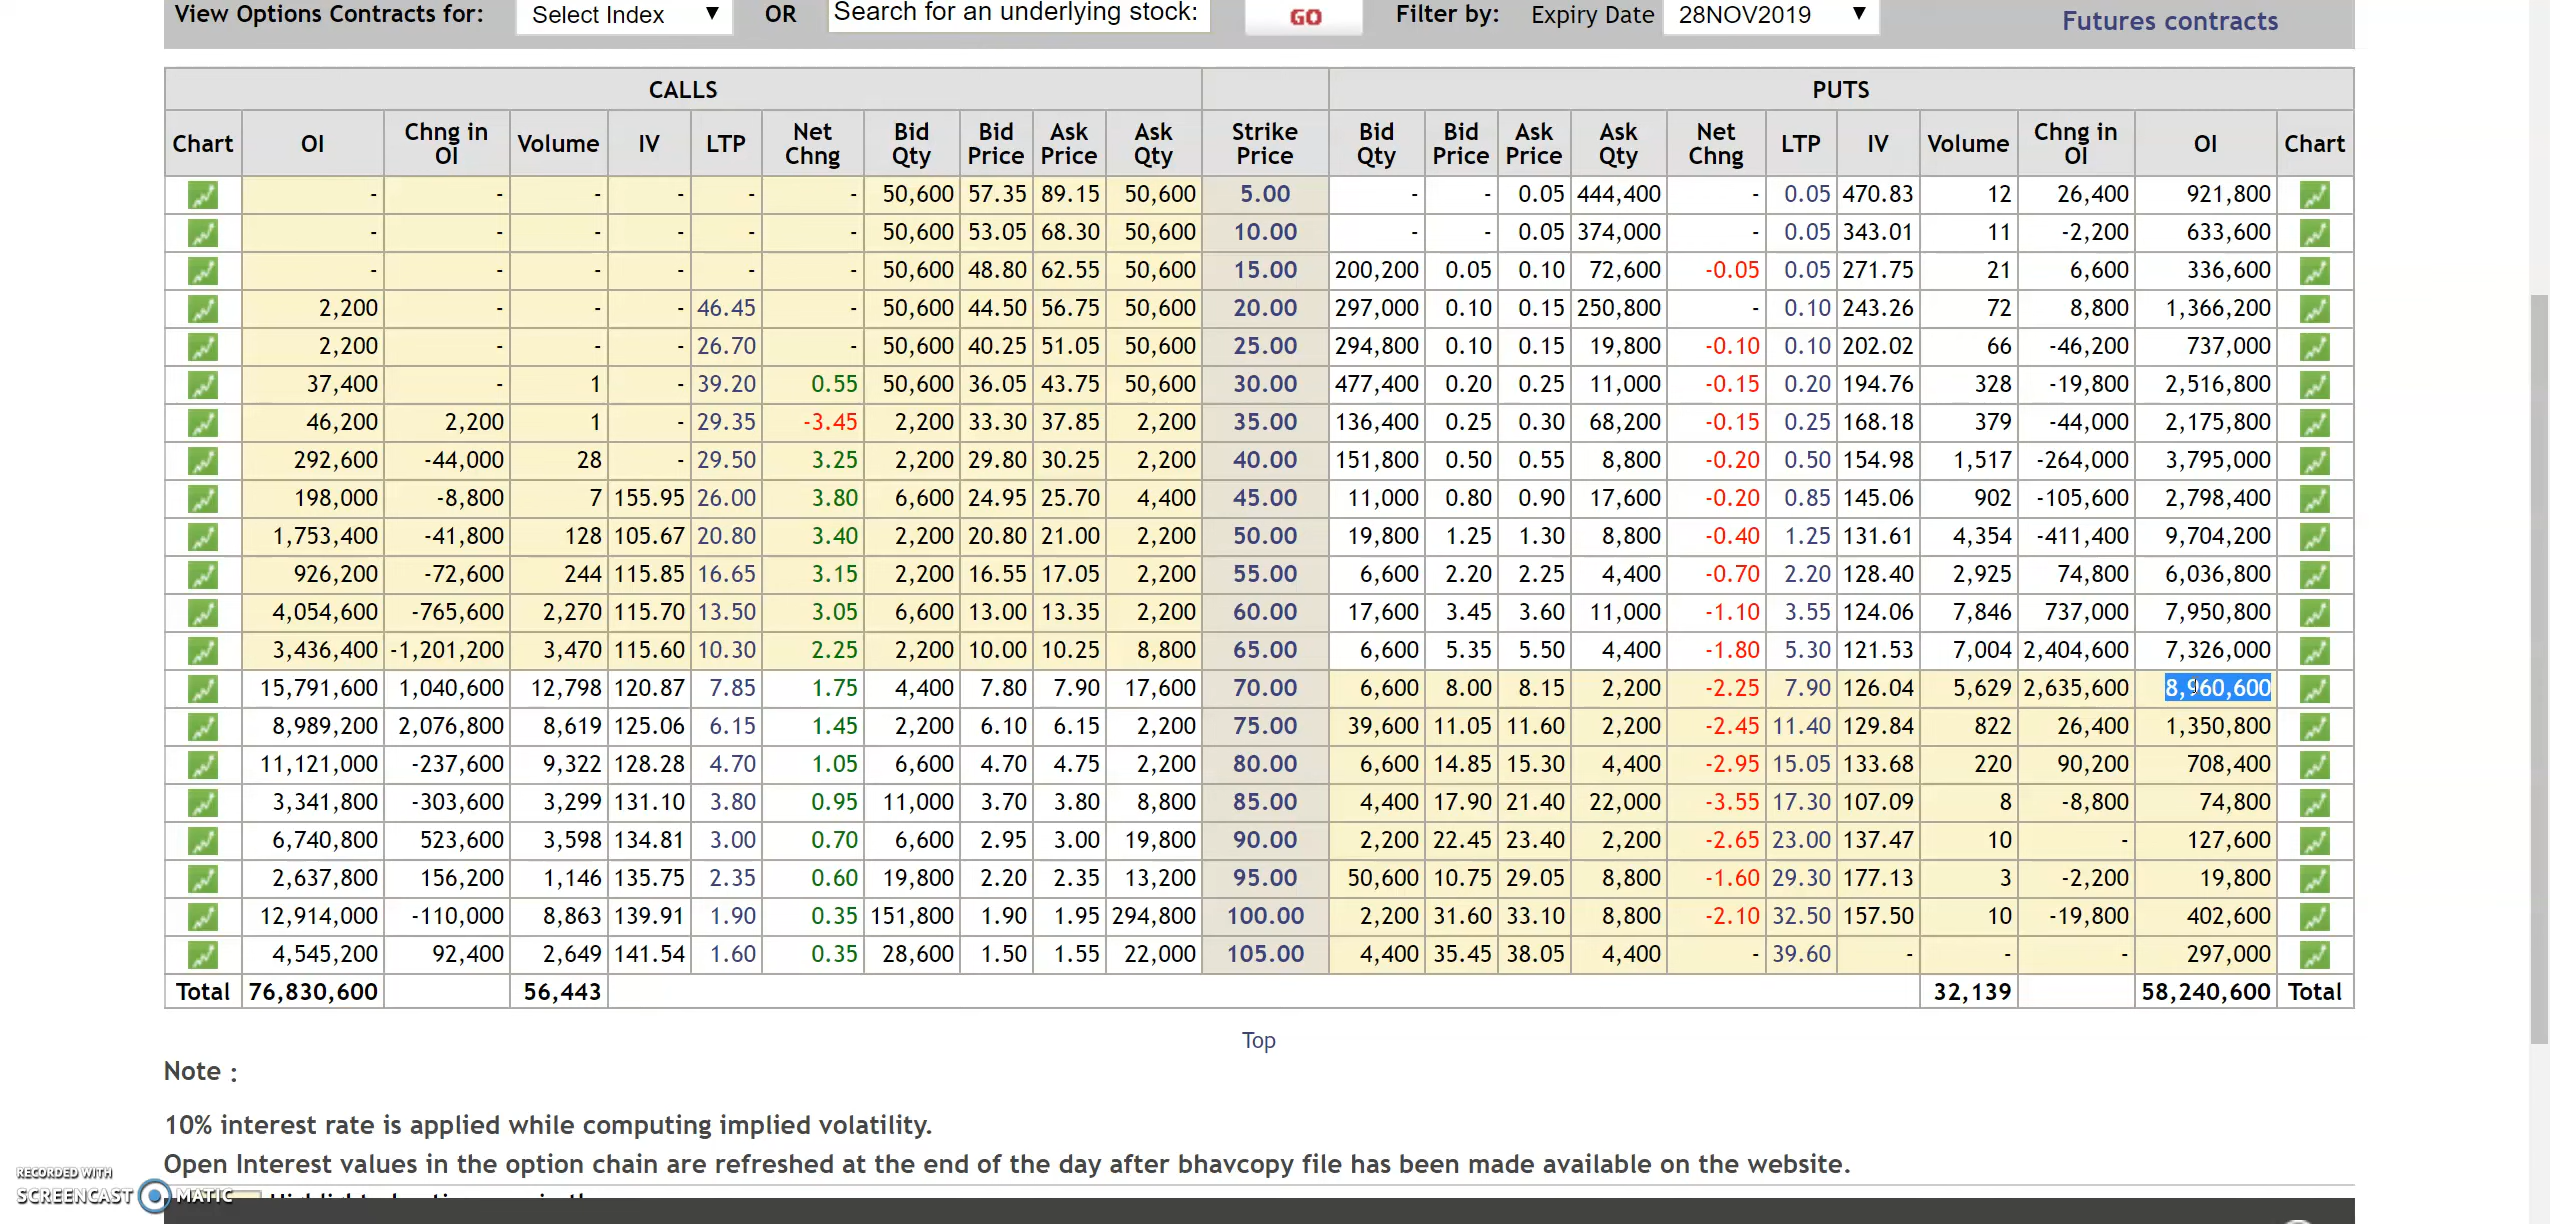 View Options Contracts for: Select Index ▼ OR Search for an underlying stock: GO Filter by: Expiry Date 28NOV2019 ▼ Futures contracts
CALLS PUTS
Chart OI Chng in OI Volume IV LTP Net Chng Bid Qty Bid Price Ask Price Ask Qty Strike Price Bid Qty Bid Price Ask Price Ask Qty Net Chng LTP IV Volume Chng in OI OI Chart
- - - - - - 50,600 57.35 89.15 50,600 5.00 - - 0.05 444,400 - 0.05 470.83 12 26,400 921,800
- - - - - - 50,600 53.05 68.30 50,600 10.00 - - 0.05 374,000 - 0.05 343.01 11 -2,200 633,600
- - - - - - 50,600 48.80 62.55 50,600 15.00 200,200 0.05 0.10 72,600 -0.05 0.05 271.75 21 6,600 336,600
2,200 - - - 46.45 - 50,600 44.50 56.75 50,600 20.00 297,000 0.10 0.15 250,800 - 0.10 243.26 72 8,800 1,366,200
2,200 - - - 26.70 - 50,600 40.25 51.05 50,600 25.00 294,800 0.10 0.15 19,800 -0.10 0.10 202.02 66 -46,200 737,000
37,400 - 1 - 39.20 0.55 50,600 36.05 43.75 50,600 30.00 477,400 0.20 0.25 11,000 -0.15 0.20 194.76 328 -19,800 2,516,800
46,200 2,200 1 - 29.35 -3.45 2,200 33.30 37.85 2,200 35.00 136,400 0.25 0.30 68,200 -0.15 0.25 168.18 379 -44,000 2,175,800
292,600 -44,000 28 - 29.50 3.25 2,200 29.80 30.25 2,200 40.00 151,800 0.50 0.55 8,800 -0.20 0.50 154.98 1,517 -264,000 3,795,000
198,000 -8,800 7 155.95 26.00 3.80 6,600 24.95 25.70 4,400 45.00 11,000 0.80 0.90 17,600 -0.20 0.85 145.06 902 -105,600 2,798,400
1,753,400 -41,800 128 105.67 20.80 3.40 2,200 20.80 21.00 2,200 50.00 19,800 1.25 1.30 8,800 -0.40 1.25 131.61 4,354 -411,400 9,704,200
926,200 -72,600 244 115.85 16.65 3.15 2,200 16.55 17.05 2,200 55.00 6,600 2.20 2.25 4,400 -0.70 2.20 128.40 2,925 74,800 6,036,800
4,054,600 -765,600 2,270 115.70 13.50 3.05 6,600 13.00 13.35 2,200 60.00 17,600 3.45 3.60 11,000 -1.10 3.55 124.06 7,846 737,000 7,950,800
3,436,400 -1,201,200 3,470 115.60 10.30 2.25 2,200 10.00 10.25 8,800 65.00 6,600 5.35 5.50 4,400 -1.80 5.30 121.53 7,004 2,404,600 7,326,000
15,791,600 1,040,600 12,798 120.87 7.85 1.75 4,400 7.80 7.90 17,600 70.00 6,600 8.00 8.15 2,200 -2.25 7.90 126.04 5,629 2,635,600 8,960,600
8,989,200 2,076,800 8,619 125.06 6.15 1.45 2,200 6.10 6.15 2,200 75.00 39,600 11.05 11.60 2,200 -2.45 11.40 129.84 822 26,400 1,350,800
11,121,000 -237,600 9,322 128.28 4.70 1.05 6,600 4.70 4.75 2,200 80.00 6,600 14.85 15.30 4,400 -2.95 15.05 133.68 220 90,200 708,400
3,341,800 -303,600 3,299 131.10 3.80 0.95 11,000 3.70 3.80 8,800 85.00 4,400 17.90 21.40 22,000 -3.55 17.30 107.09 8 -8,800 74,800
6,740,800 523,600 3,598 134.81 3.00 0.70 6,600 2.95 3.00 19,800 90.00 2,200 22.45 23.40 2,200 -2.65 23.00 137.47 10 - 127,600
2,637,800 156,200 1,146 135.75 2.35 0.60 19,800 2.20 2.35 13,200 95.00 50,600 10.75 29.05 8,800 -1.60 29.30 177.13 3 -2,200 19,800
12,914,000 -110,000 8,863 139.91 1.90 0.35 151,800 1.90 1.95 294,800 100.00 2,200 31.60 33.10 8,800 -2.10 32.50 157.50 10 -19,800 402,600
4,545,200 92,400 2,649 141.54 1.60 0.35 28,600 1.50 1.55 22,000 105.00 4,400 35.45 38.05 4,400 - 39.60 - - - 297,000
Total 76,830,600 56,443 32,139 58,240,600 Total
Top
Note :
10% interest rate is applied while computing implied volatility.
Open Interest values in the option chain are refreshed at the end of the day after bhavcopy file has been made available on the website.
RECORDED WITH
SCREENCAST MATIC